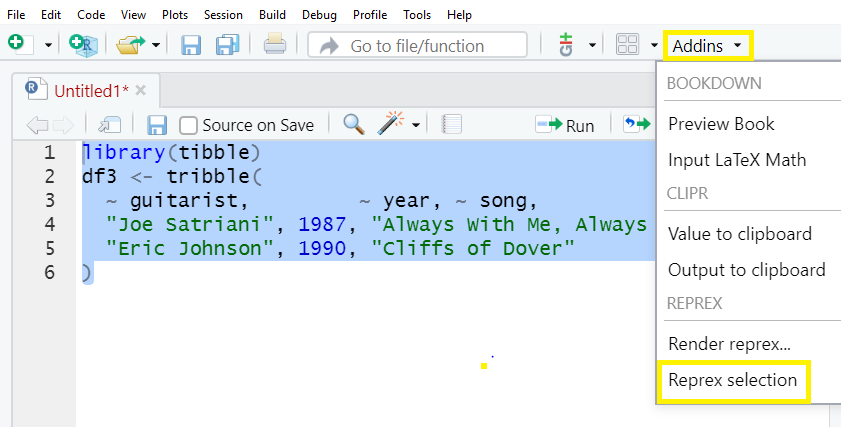 File Edit Code View Plots Session Build Debug Profile Tools Help
Go to file/function Git Addins
Untitled1*
Source on Save Run
1 library(tibble)
2 df3 <- tribble(
3 ~ guitarist, ~ year, ~ song,
4 "Joe Satriani", 1987, "Always With Me, Always
5 "Eric Johnson", 1990, "Cliffs of Dover"
6 )
BOOKDOWN
Preview Book
Input LaTeX Math
CLIPR
Value to clipboard
Output to clipboard
REPREX
Render reprex...
Reprex selection